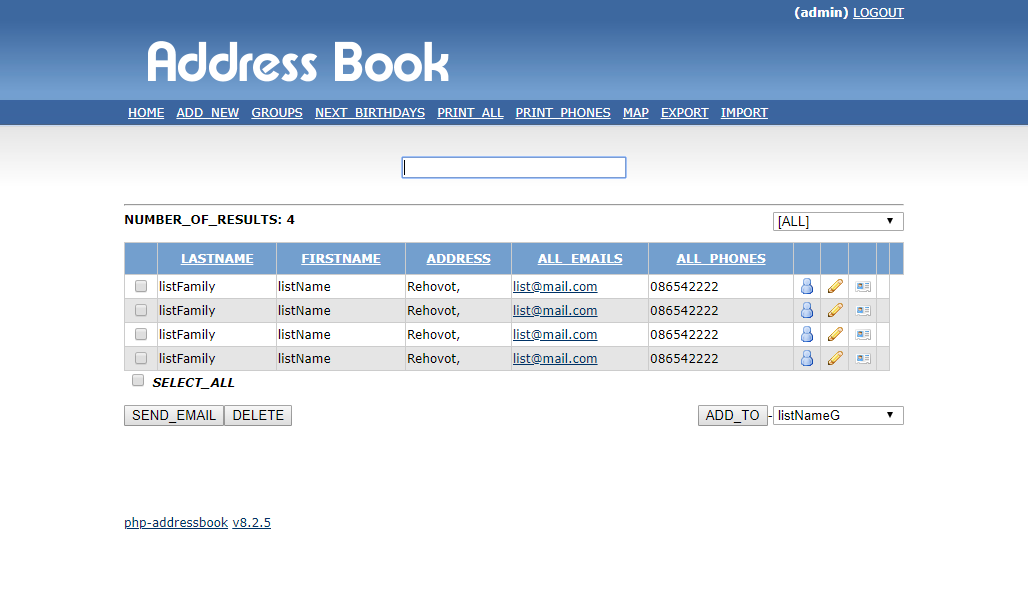 (admin) LOGOUT
Address Book
HOME ADD_NEW GROUPS NEXT_BIRTHDAYS PRINT_ALL PRINT_PHONES MAP EXPORT IMPORT
NUMBER_OF_RESULTS: 4 [ALL]
LASTNAME FIRSTNAME ADDRESS ALL_EMAILS ALL_PHONES
listFamily listName Rehovot, list@mail.com 086542222
listFamily listName Rehovot, list@mail.com 086542222
listFamily listName Rehovot, list@mail.com 086542222
listFamily listName Rehovot, list@mail.com 086542222
SELECT_ALL
SEND_EMAIL DELETE ADD_TO - listNameG
php-addressbook v8.2.5